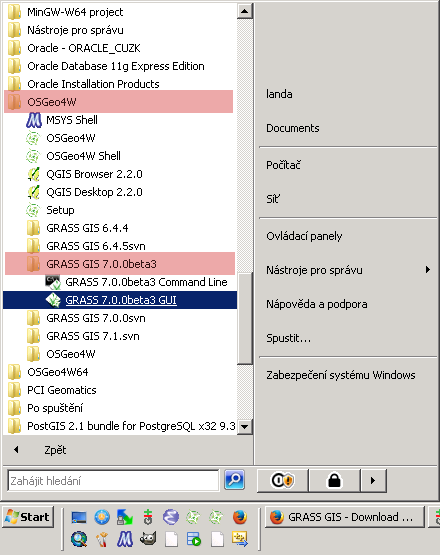 MinGW-W64 project
Nástroje pro správu
Oracle - ORACLE_CUZK
Oracle Database 11g Express Edition
Oracle Installation Products
OSGeo4W
MSYS Shell
OSGeo4W
OSGeo4W Shell
QGIS Browser 2.2.0
QGIS Desktop 2.2.0
Setup
GRASS GIS 6.4.4
GRASS GIS 6.4.5svn
GRASS GIS 7.0.0beta3
GRASS 7.0.0beta3 Command Line
GRASS 7.0.0beta3 GUI
GRASS GIS 7.0.0svn
GRASS GIS 7.1.svn
OSGeo4W
OSGeo4W64
PCI Geomatics
Po spuštění
PostGIS 2.1 bundle for PostgreSQL x32 9.3
Zpět
Zahájit hledání
landa
Documents
Počítač
Síť
Ovládací panely
Nástroje pro správu
Nápověda a podpora
Spustit...
Zabezpečení systému Windows
Start
GRASS GIS - Download ...